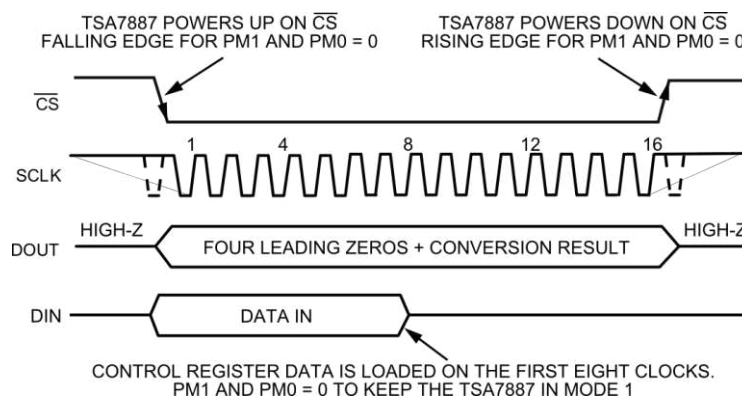 TSA7887 POWERS UP ON CS
FALLING EDGE FOR PM1 AND PM0 = 0
TSA7887 POWERS DOWN ON CS
RISING EDGE FOR PM1 AND PM0 = 0
CS
1 4 8 12 16
SCLK
HIGH-Z
HIGH-Z
DOUT
FOUR LEADING ZEROS + CONVERSION RESULT
DIN
DATA IN
CONTROL REGISTER DATA IS LOADED ON THE FIRST EIGHT CLOCKS.
PM1 AND PM0 = 0 TO KEEP THE TSA7887 IN MODE 1